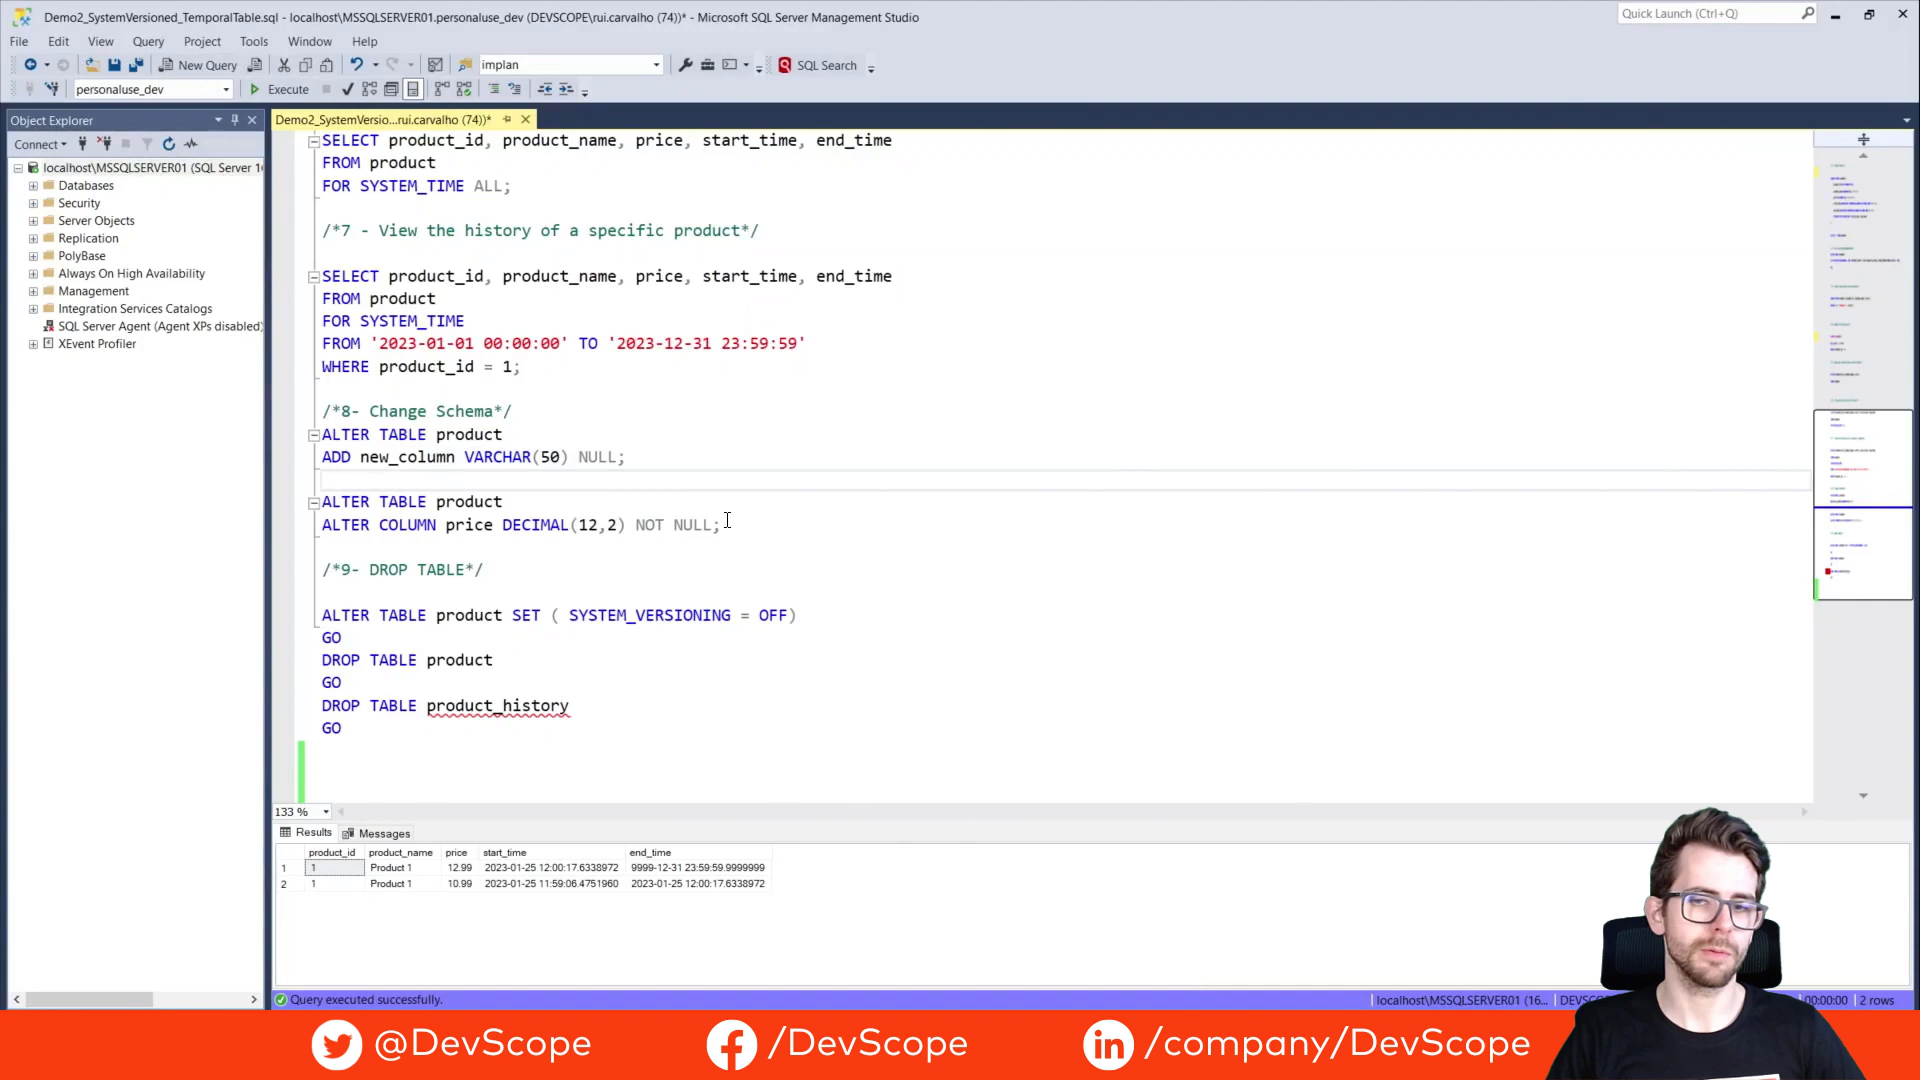 Demo2_SystemVersioned_TemporalTable.sql - localhost\MSSQLSERVER01.personaluse_dev (DEVSCOPE\rui.carvalho (74))* - Microsoft SQL Server Management Studio
Quick Launch (Ctrl+Q)
File Edit View Query Project Tools Window Help
New Query
implan
SQL Search
personaluse_dev
Execute
Object Explorer
Connect
localhost\MSSQLSERVER01 (SQL Server 16
Databases
Security
Server Objects
Replication
PolyBase
Always On High Availability
Management
Integration Services Catalogs
SQL Server Agent (Agent XPs disabled)
XEvent Profiler
Demo2_SystemVersio...rui.carvalho (74))*
SELECT product_id, product_name, price, start_time, end_time
FROM product
FOR SYSTEM_TIME ALL;
/*7 - View the history of a specific product*/
SELECT product_id, product_name, price, start_time, end_time
FROM product
FOR SYSTEM_TIME
FROM '2023-01-01 00:00:00' TO '2023-12-31 23:59:59'
WHERE product_id = 1;
/*8- Change Schema*/
ALTER TABLE product
ADD new_column VARCHAR(50) NULL;
ALTER TABLE product
ALTER COLUMN price DECIMAL(12,2) NOT NULL;
/*9- DROP TABLE*/
ALTER TABLE product SET ( SYSTEM_VERSIONING = OFF)
GO
DROP TABLE product
GO
DROP TABLE product_history
GO
133 %
Results Messages
product_id product_name price start_time end_time
1 1 Product 1 12.99 2023-01-25 12:00:17.6338972 9999-12-31 23:59:59.9999999
2 1 Product 1 10.99 2023-01-25 11:59:06.4751960 2023-01-25 12:00:17.6338972
Query executed successfully.
localhost\MSSQLSERVER01 (16... 00:00:00 2 rows
@DevScope
/DevScope
/company/DevScope